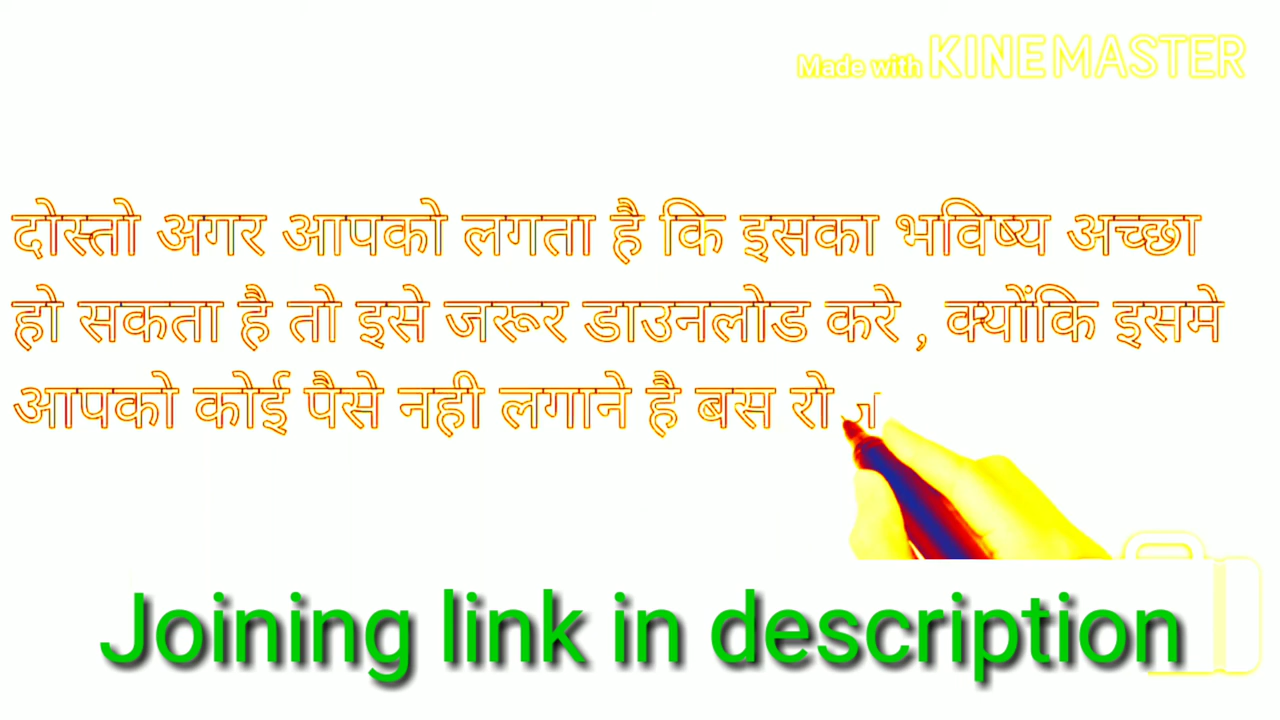 Made with KINEMASTER
दोस्तो अगर आपको लगता है कि इसका भविष्य अच्छा
हो सकता है तो इसे जरूर डाउनलोड करे , क्योंकि इसमे
आपको कोई पैसे नही लगाने है बस रो
Joining link in description